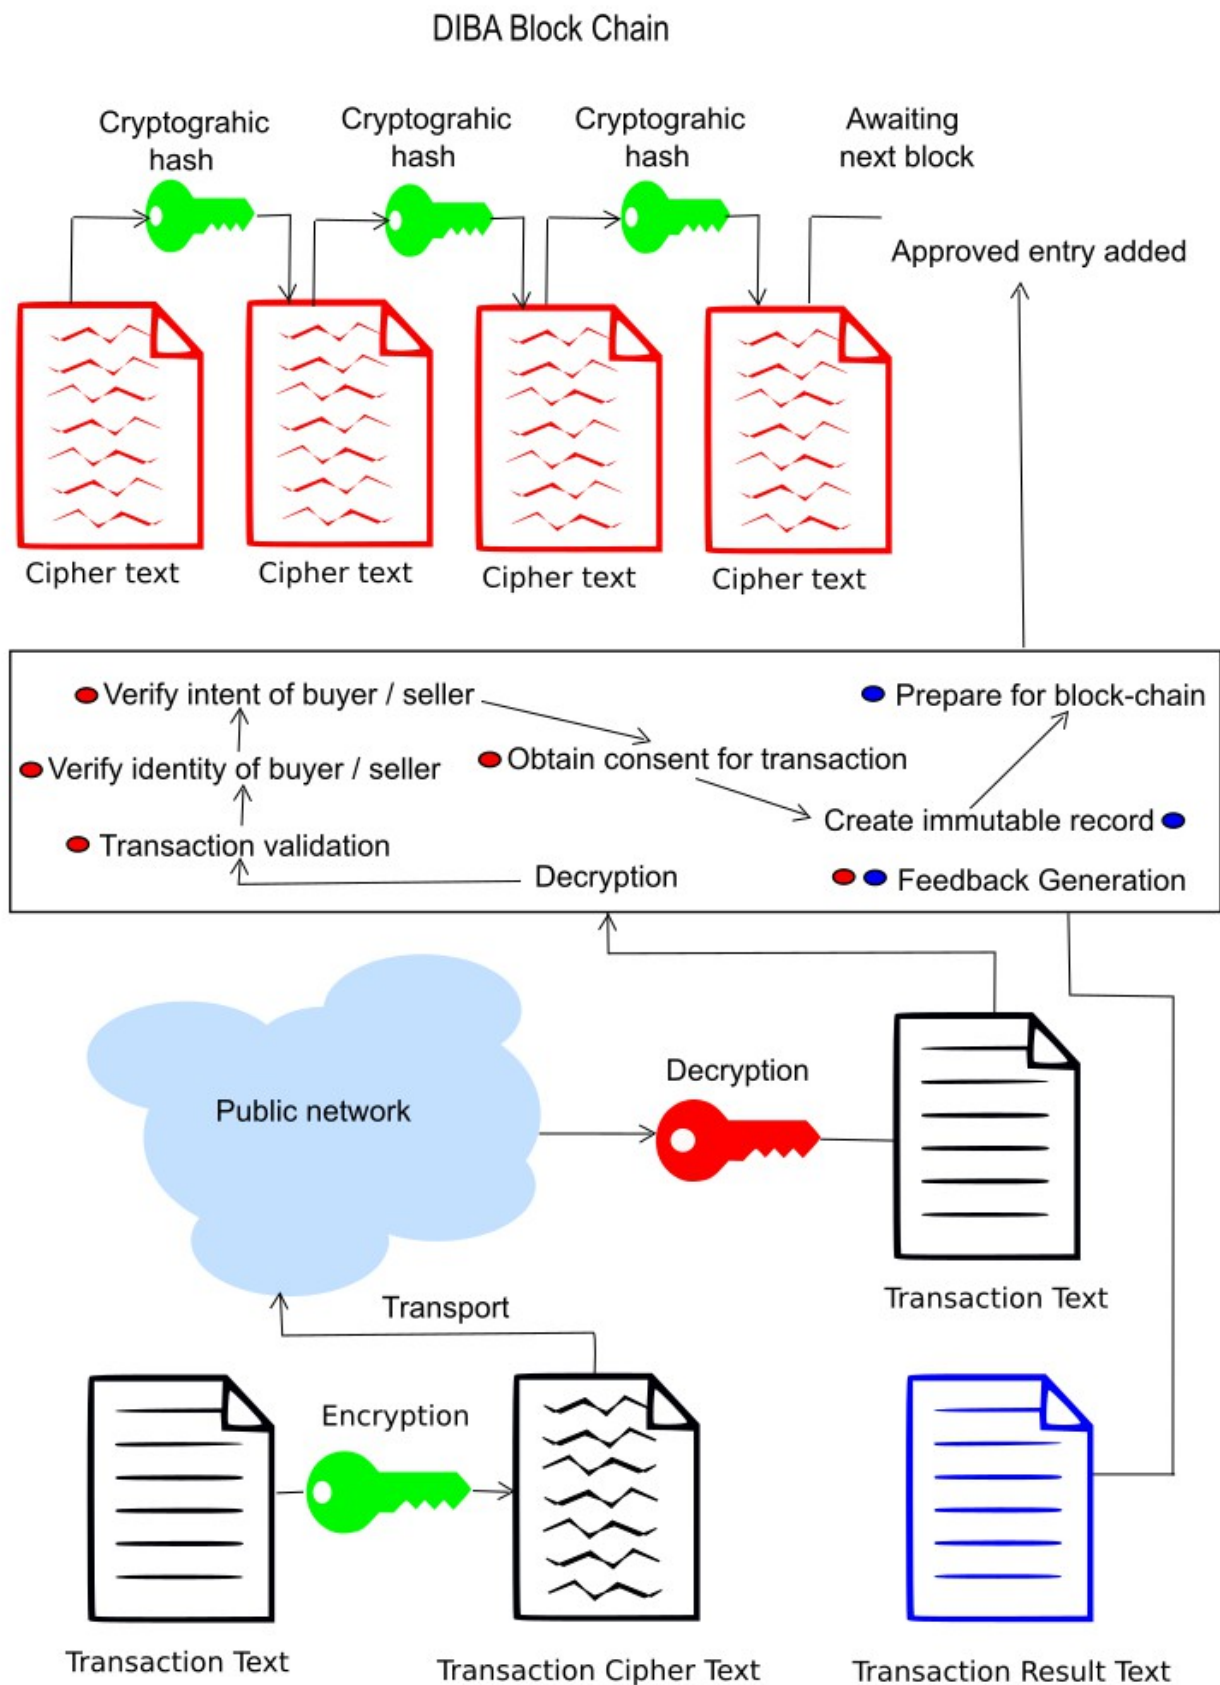 DIBA Block Chain
Cryptograhic
hash
Cryptograhic
hash
Cryptograhic
hash
Awaiting
next block
Approved entry added
Cipher text
Cipher text
Cipher text
Cipher text
Verify intent of buyer / seller
Prepare for block-chain
Verify identity of buyer / seller
Obtain consent for transaction
Create immutable record
Transaction validation
Decryption
Feedback Generation
Public network
Decryption
Transaction Text
Transport
Encryption
Transaction Text
Transaction Cipher Text
Transaction Result Text